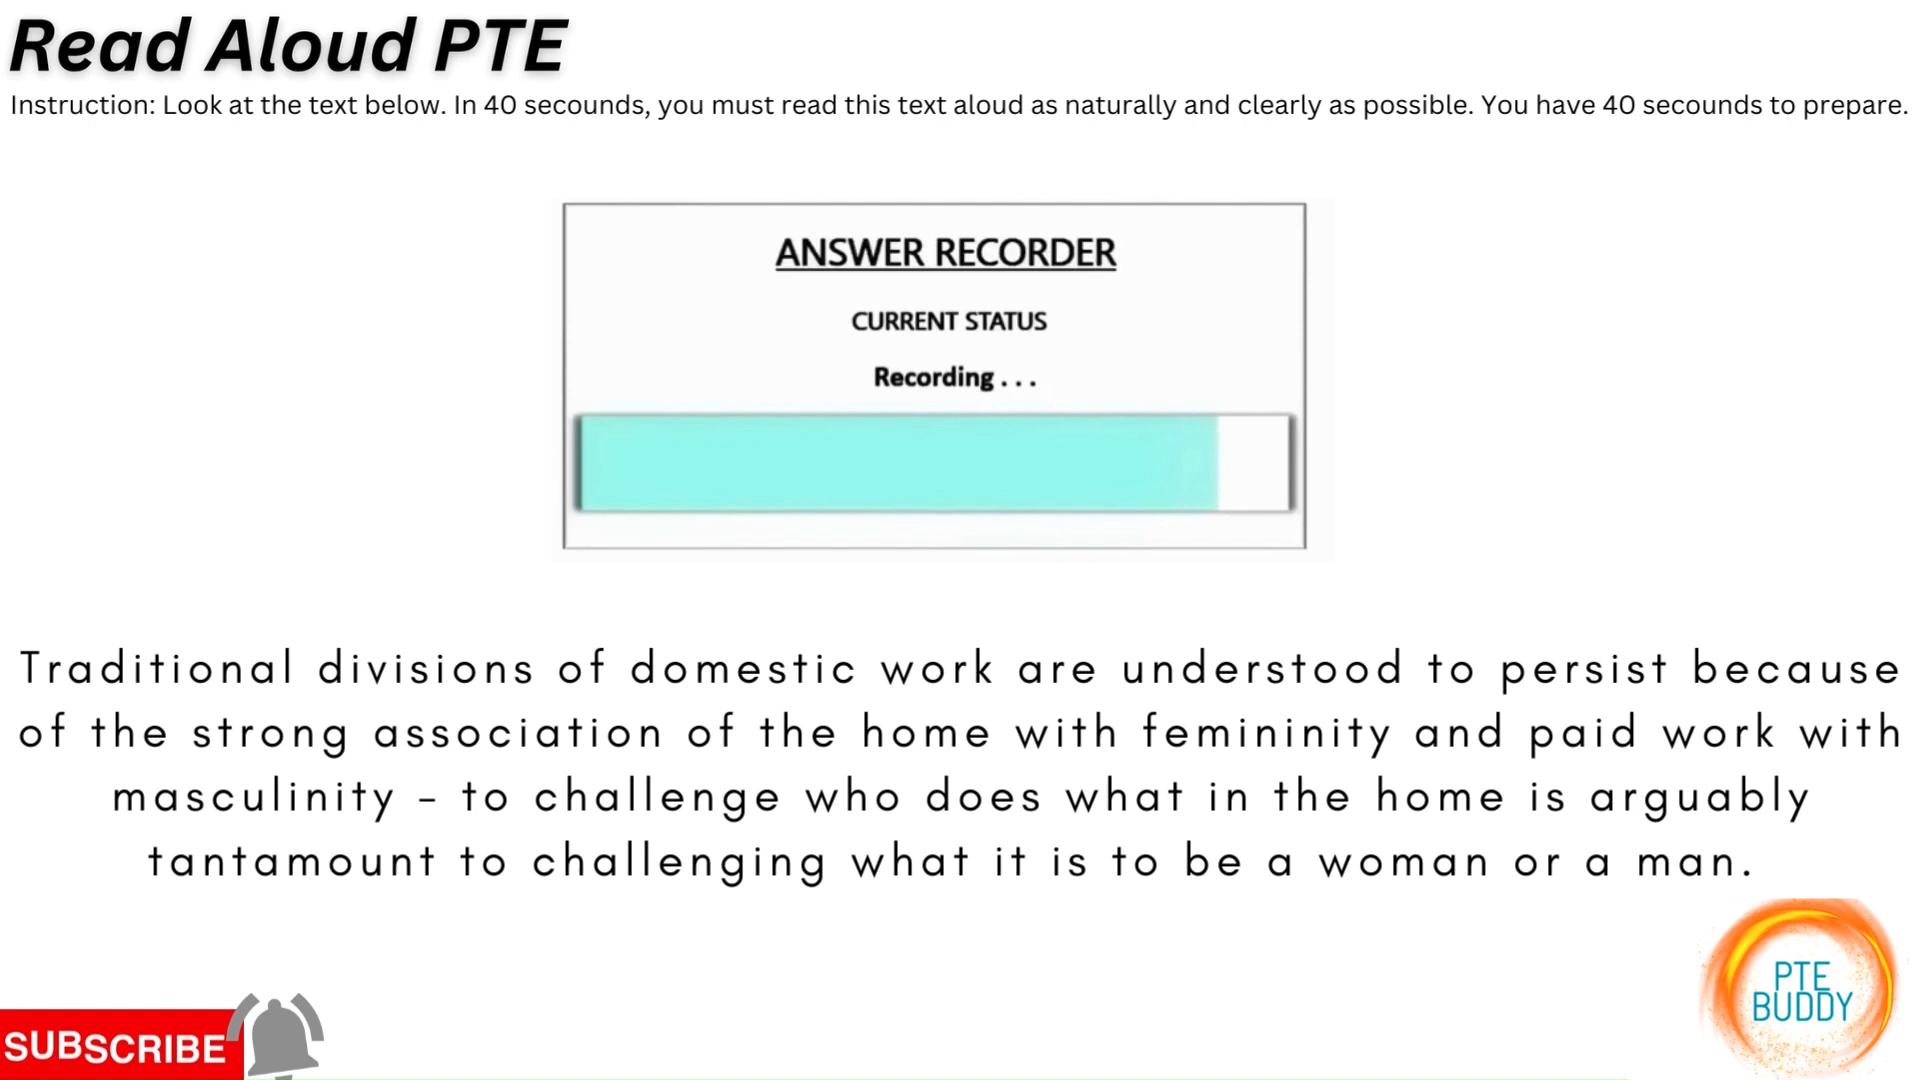 Read Aloud PTE
Instruction: Look at the text below. In 40 secounds, you must read this text aloud as naturally and clearly as possible. You have 40 secounds to prepare.
ANSWER RECORDER
CURRENT STATUS
Recording . . .
Traditional divisions of domestic work are understood to persist because
of the strong association of the home with femininity and paid work with
masculinity – to challenge who does what in the home is arguably
tantamount to challenging what it is to be a woman or a man.
PTE
BUDDY
SUBSCRIBE